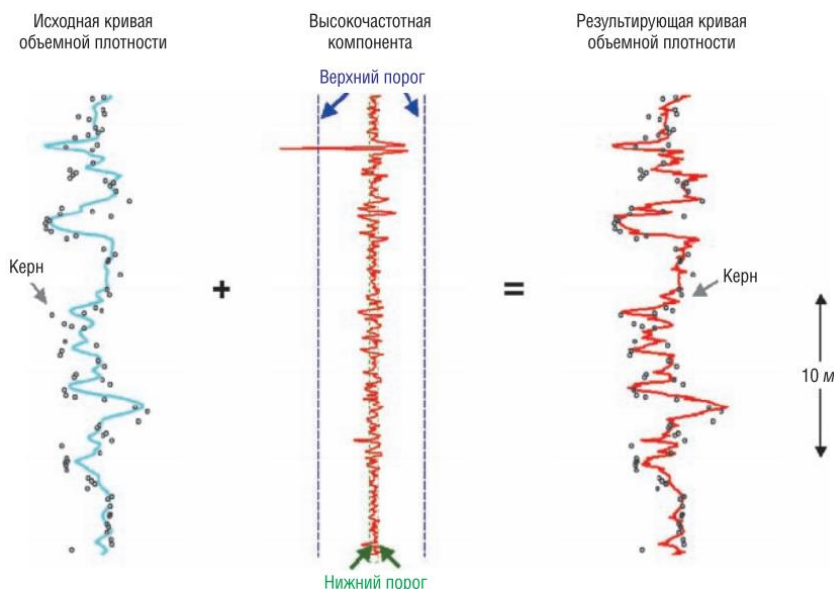 Исходная кривая
объемной плотности
Высокочастотная
компонента
Результирующая кривая
объемной плотности
Верхний порог
Керн
+
=
Керн
10 м
Нижний порог